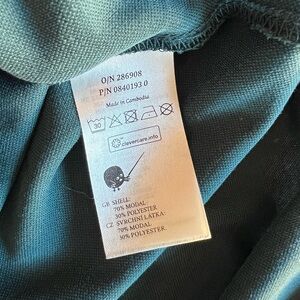 O/N 286908
P/N 0840193 0
Made in Cambodia
30
clevercare.info
GB SHELL:
70% MODAL
30% POLYESTER
CZ SVRCHNÍ LÁTKA:
70% MODAL
30% POLYESTER